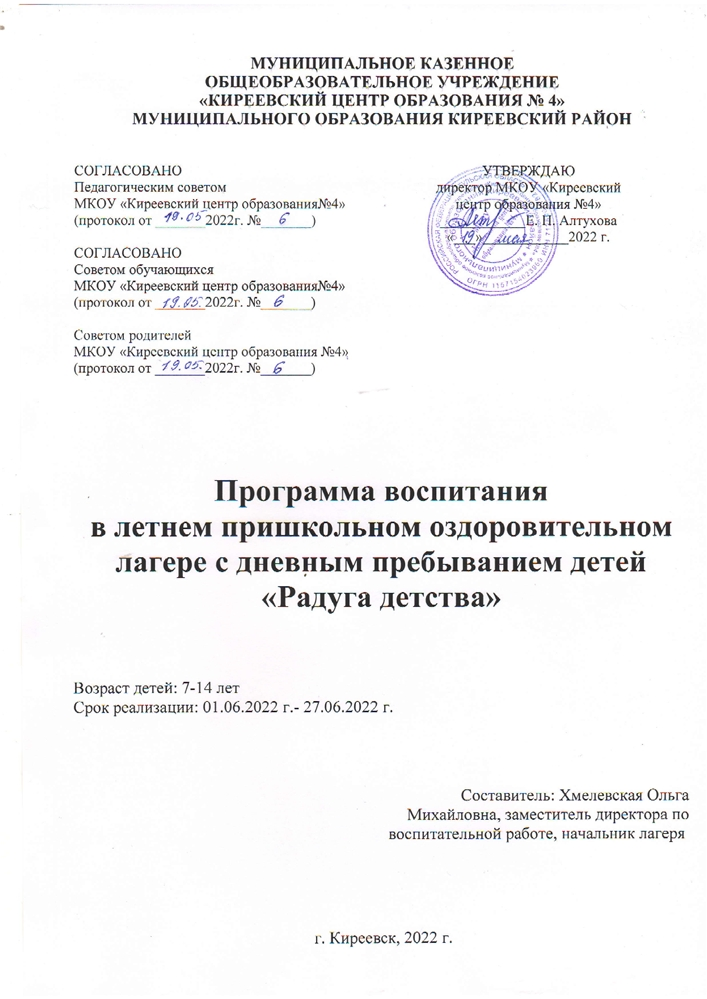 МУНИЦИПАЛЬНОЕ КАЗЕННОЕ
ОБЩЕОБРАЗОВАТЕЛЬНОЕ УЧРЕЖДЕНИЕ
«КИРЕЕВСКИЙ ЦЕНТР ОБРАЗОВАНИЯ № 4»
МУНИЦИПАЛЬНОГО ОБРАЗОВАНИЯ КИРЕЕВСКИЙ РАЙОН
СОГЛАСОВАНО
Педагогическим советом
МКОУ «Киреевский центр образования№4»
(протокол от 19.05 2022г. № 6)
УТВЕРЖДАЮ
директор МКОУ «Киреевский
центр образования №4»
Е. П. Алтухова
«19» мая 2022 г.
СОГЛАСОВАНО
Советом обучающихся
МКОУ «Киреевский центр образования№4»
(протокол от 19.05. 2022г. № 6)
Советом родителей
МКОУ «Киреевский центр образования №4»
(протокол от 19.05. 2022г. № 6)
Программа воспитания
в летнем пришкольном оздоровительном
лагере с дневным пребыванием детей
«Радуга детства»
Возраст детей: 7-14 лет
Срок реализации: 01.06.2022 г.- 27.06.2022 г.
Составитель: Хмелевская Ольга
Михайловна, заместитель директора по
воспитательной работе, начальник лагеря
г. Киреевск, 2022 г.